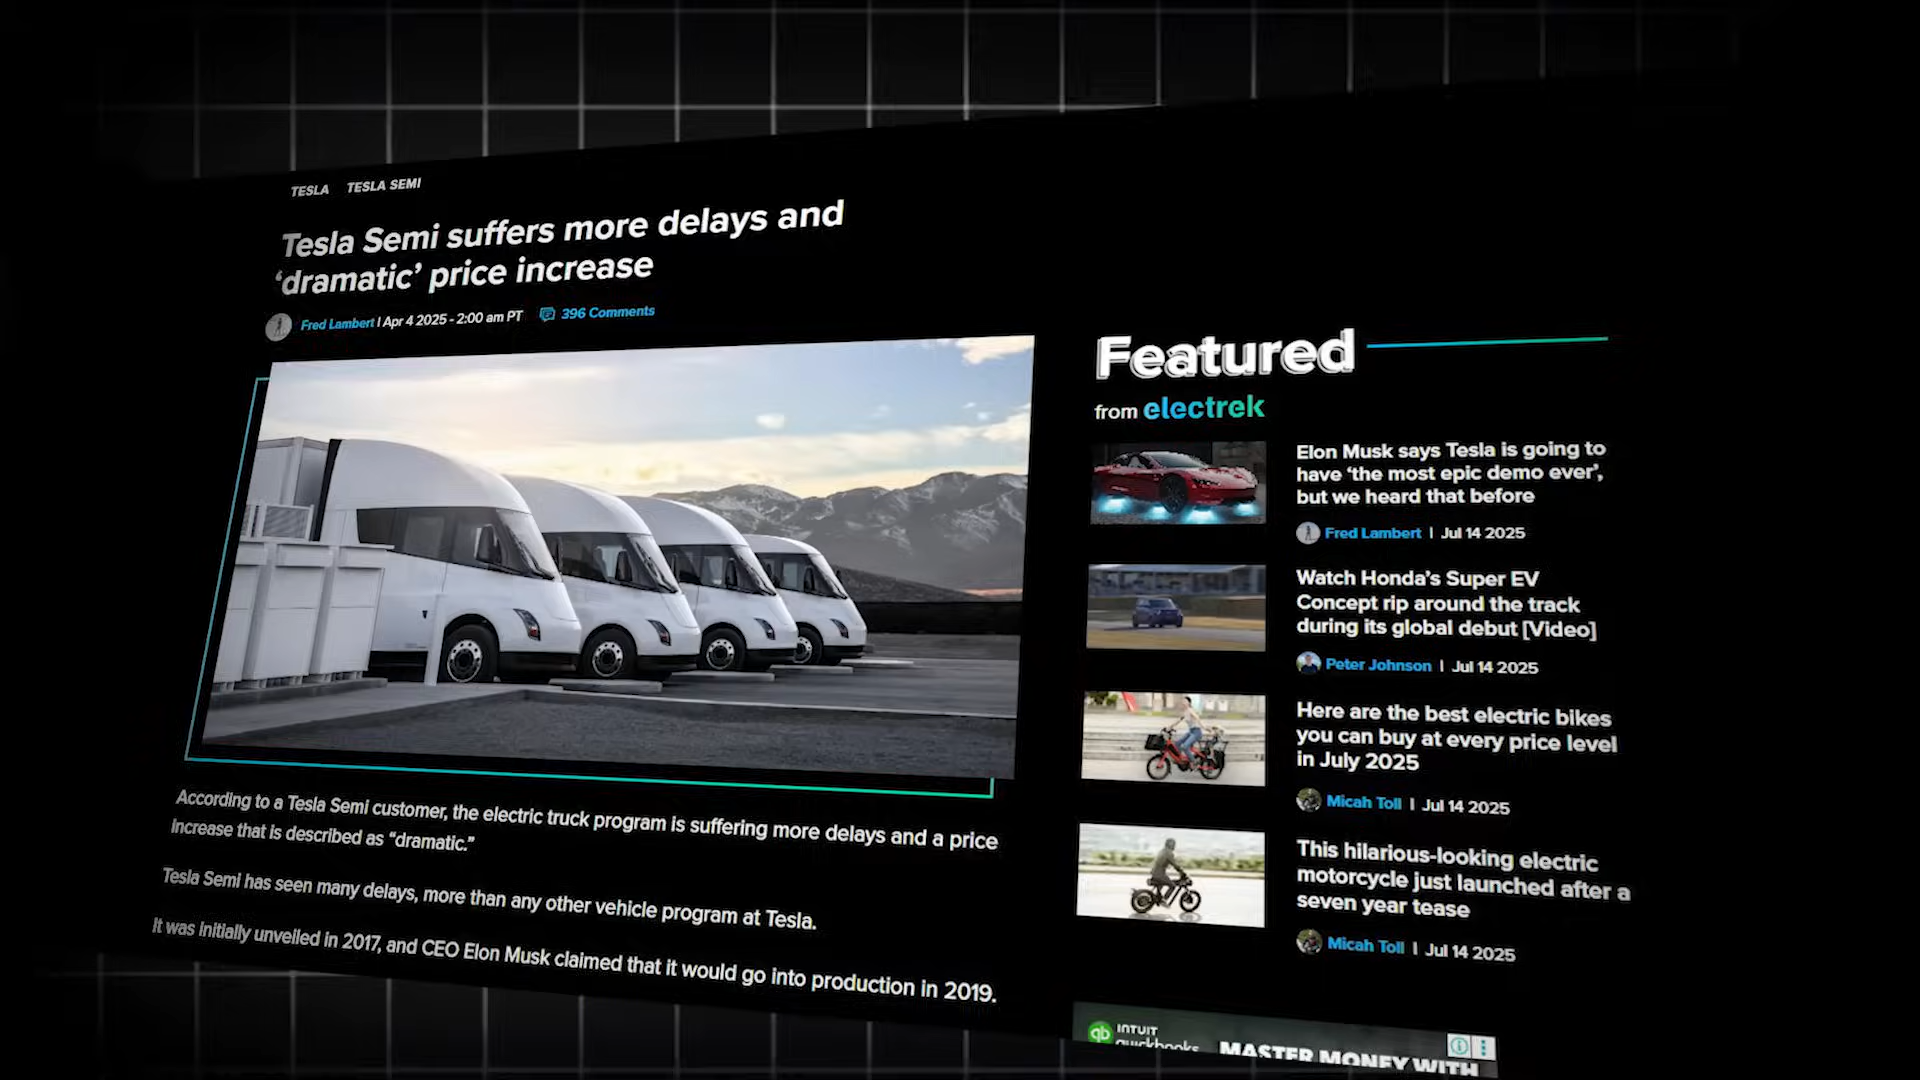 TESLA TESLA SEMI
Tesla Semi suffers more delays and
‘dramatic’ price increase
Fred Lambert | Apr 4 2025 - 2:00 am PT 396 Comments
According to a Tesla Semi customer, the electric truck program is suffering more delays and a price
increase that is described as “dramatic.”
Tesla Semi has seen many delays, more than any other vehicle program at Tesla.
It was initially unveiled in 2017, and CEO Elon Musk claimed that it would go into production in 2019.
Featured
from electrek
Elon Musk says Tesla is going to
have ‘the most epic demo ever’,
but we heard that before
Fred Lambert | Jul 14 2025
Watch Honda’s Super EV
Concept rip around the track
during its global debut [Video]
Peter Johnson | Jul 14 2025
Here are the best electric bikes
you can buy at every price level
in July 2025
Micah Toll | Jul 14 2025
This hilarious-looking electric
motorcycle just launched after a
seven year tease
Micah Toll | Jul 14 2025
qb INTUIT
quickbooks
MASTER MONEY WITH